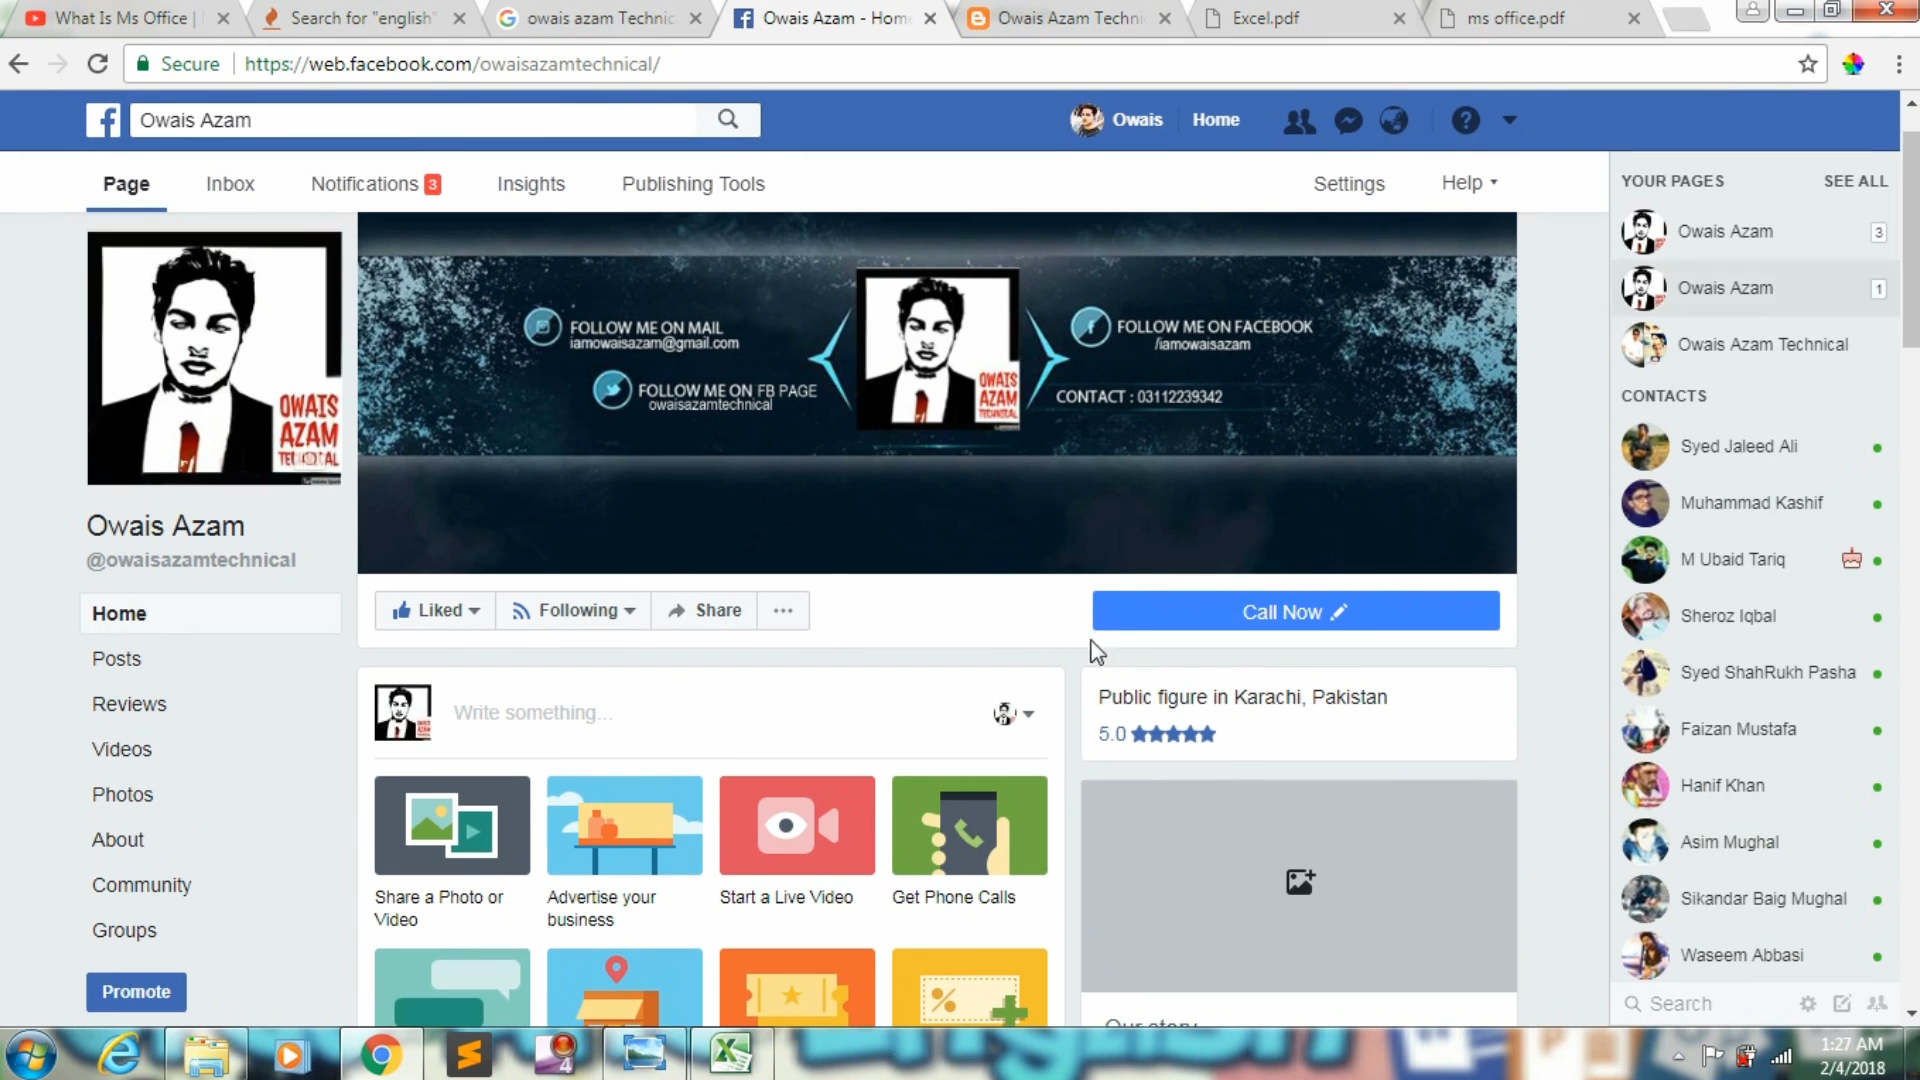 What Is Ms Office |
Search for "english"
owais azam Technic
Owais Azam - Home
Owais Azam Techni
Excel.pdf
ms office.pdf
Secure
https://web.facebook.com/owaisazamtechnical/
Owais Azam
Owais
Home
Page
Inbox
Notifications 3
Insights
Publishing Tools
Settings
Help
YOUR PAGES
SEE ALL
Owais Azam
3
Owais Azam
1
Owais Azam Technical
CONTACTS
Syed Jaleed Ali
Muhammad Kashif
M Ubaid Tariq
Sheroz Iqbal
Syed ShahRukh Pasha
Faizan Mustafa
Hanif Khan
Asim Mughal
Sikandar Baig Mughal
Waseem Abbasi
Search
OWAIS
AZAM
TECHNICAL
FOLLOW ME ON MAIL
iamowaisazam@gmail.com
FOLLOW ME ON FB PAGE
owaisazamtechnical
OWAIS
AZAM
TECHNICAL
FOLLOW ME ON FACEBOOK
/iamowaisazam
CONTACT : 03112239342
Owais Azam
@owaisazamtechnical
Home
Posts
Reviews
Videos
Photos
About
Community
Groups
Promote
Liked
Following
Share
Call Now
Write something...
Share a Photo or
Video
Advertise your
business
Start a Live Video
Get Phone Calls
Public figure in Karachi, Pakistan
5.0
Our story
1:27 AM
2/4/2018